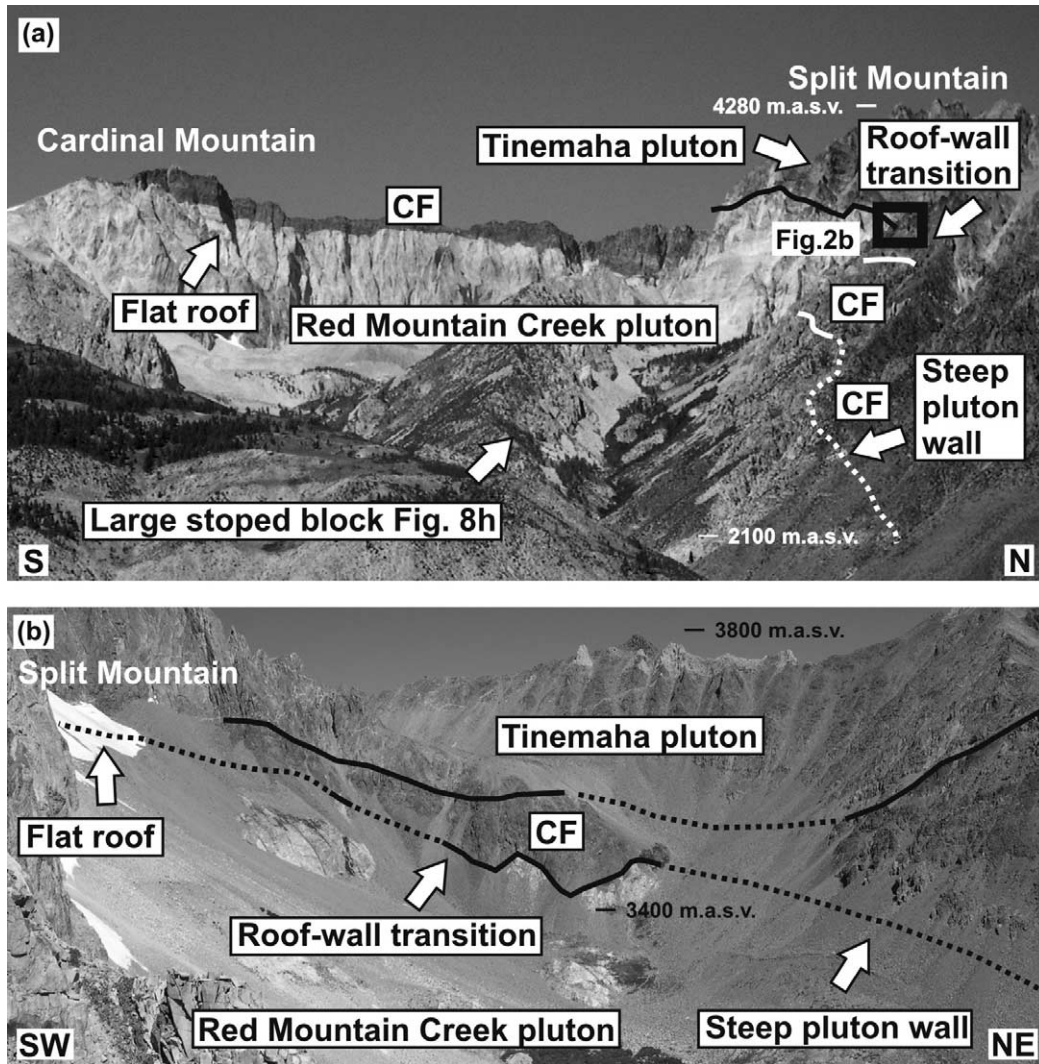 (a)
Split Mountain
4280 m.a.s.v.
Cardinal Mountain
Tinemaha pluton
Roof-wall
transition
CF
Fig.2b
Flat roof
CF
Red Mountain Creek pluton
Steep
pluton
wall
CF
Large stoped block Fig. 8h
2100 m.a.s.v.
S
N
(b)
3800 m.a.s.v.
Split Mountain
Tinemaha pluton
Flat roof
CF
3400 m.a.s.v.
Roof-wall transition
Red Mountain Creek pluton
Steep pluton wall
SW
NE